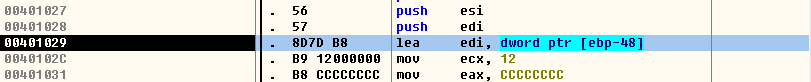 00401027 . 56 push esi
00401028 . 57 push edi
00401029 . 8D7D B8 lea edi, dword ptr [ebp-48]
0040102C . B9 12000000 mov ecx, 12
00401031 . B8 CCCCCCCC mov eax, CCCCCCCC